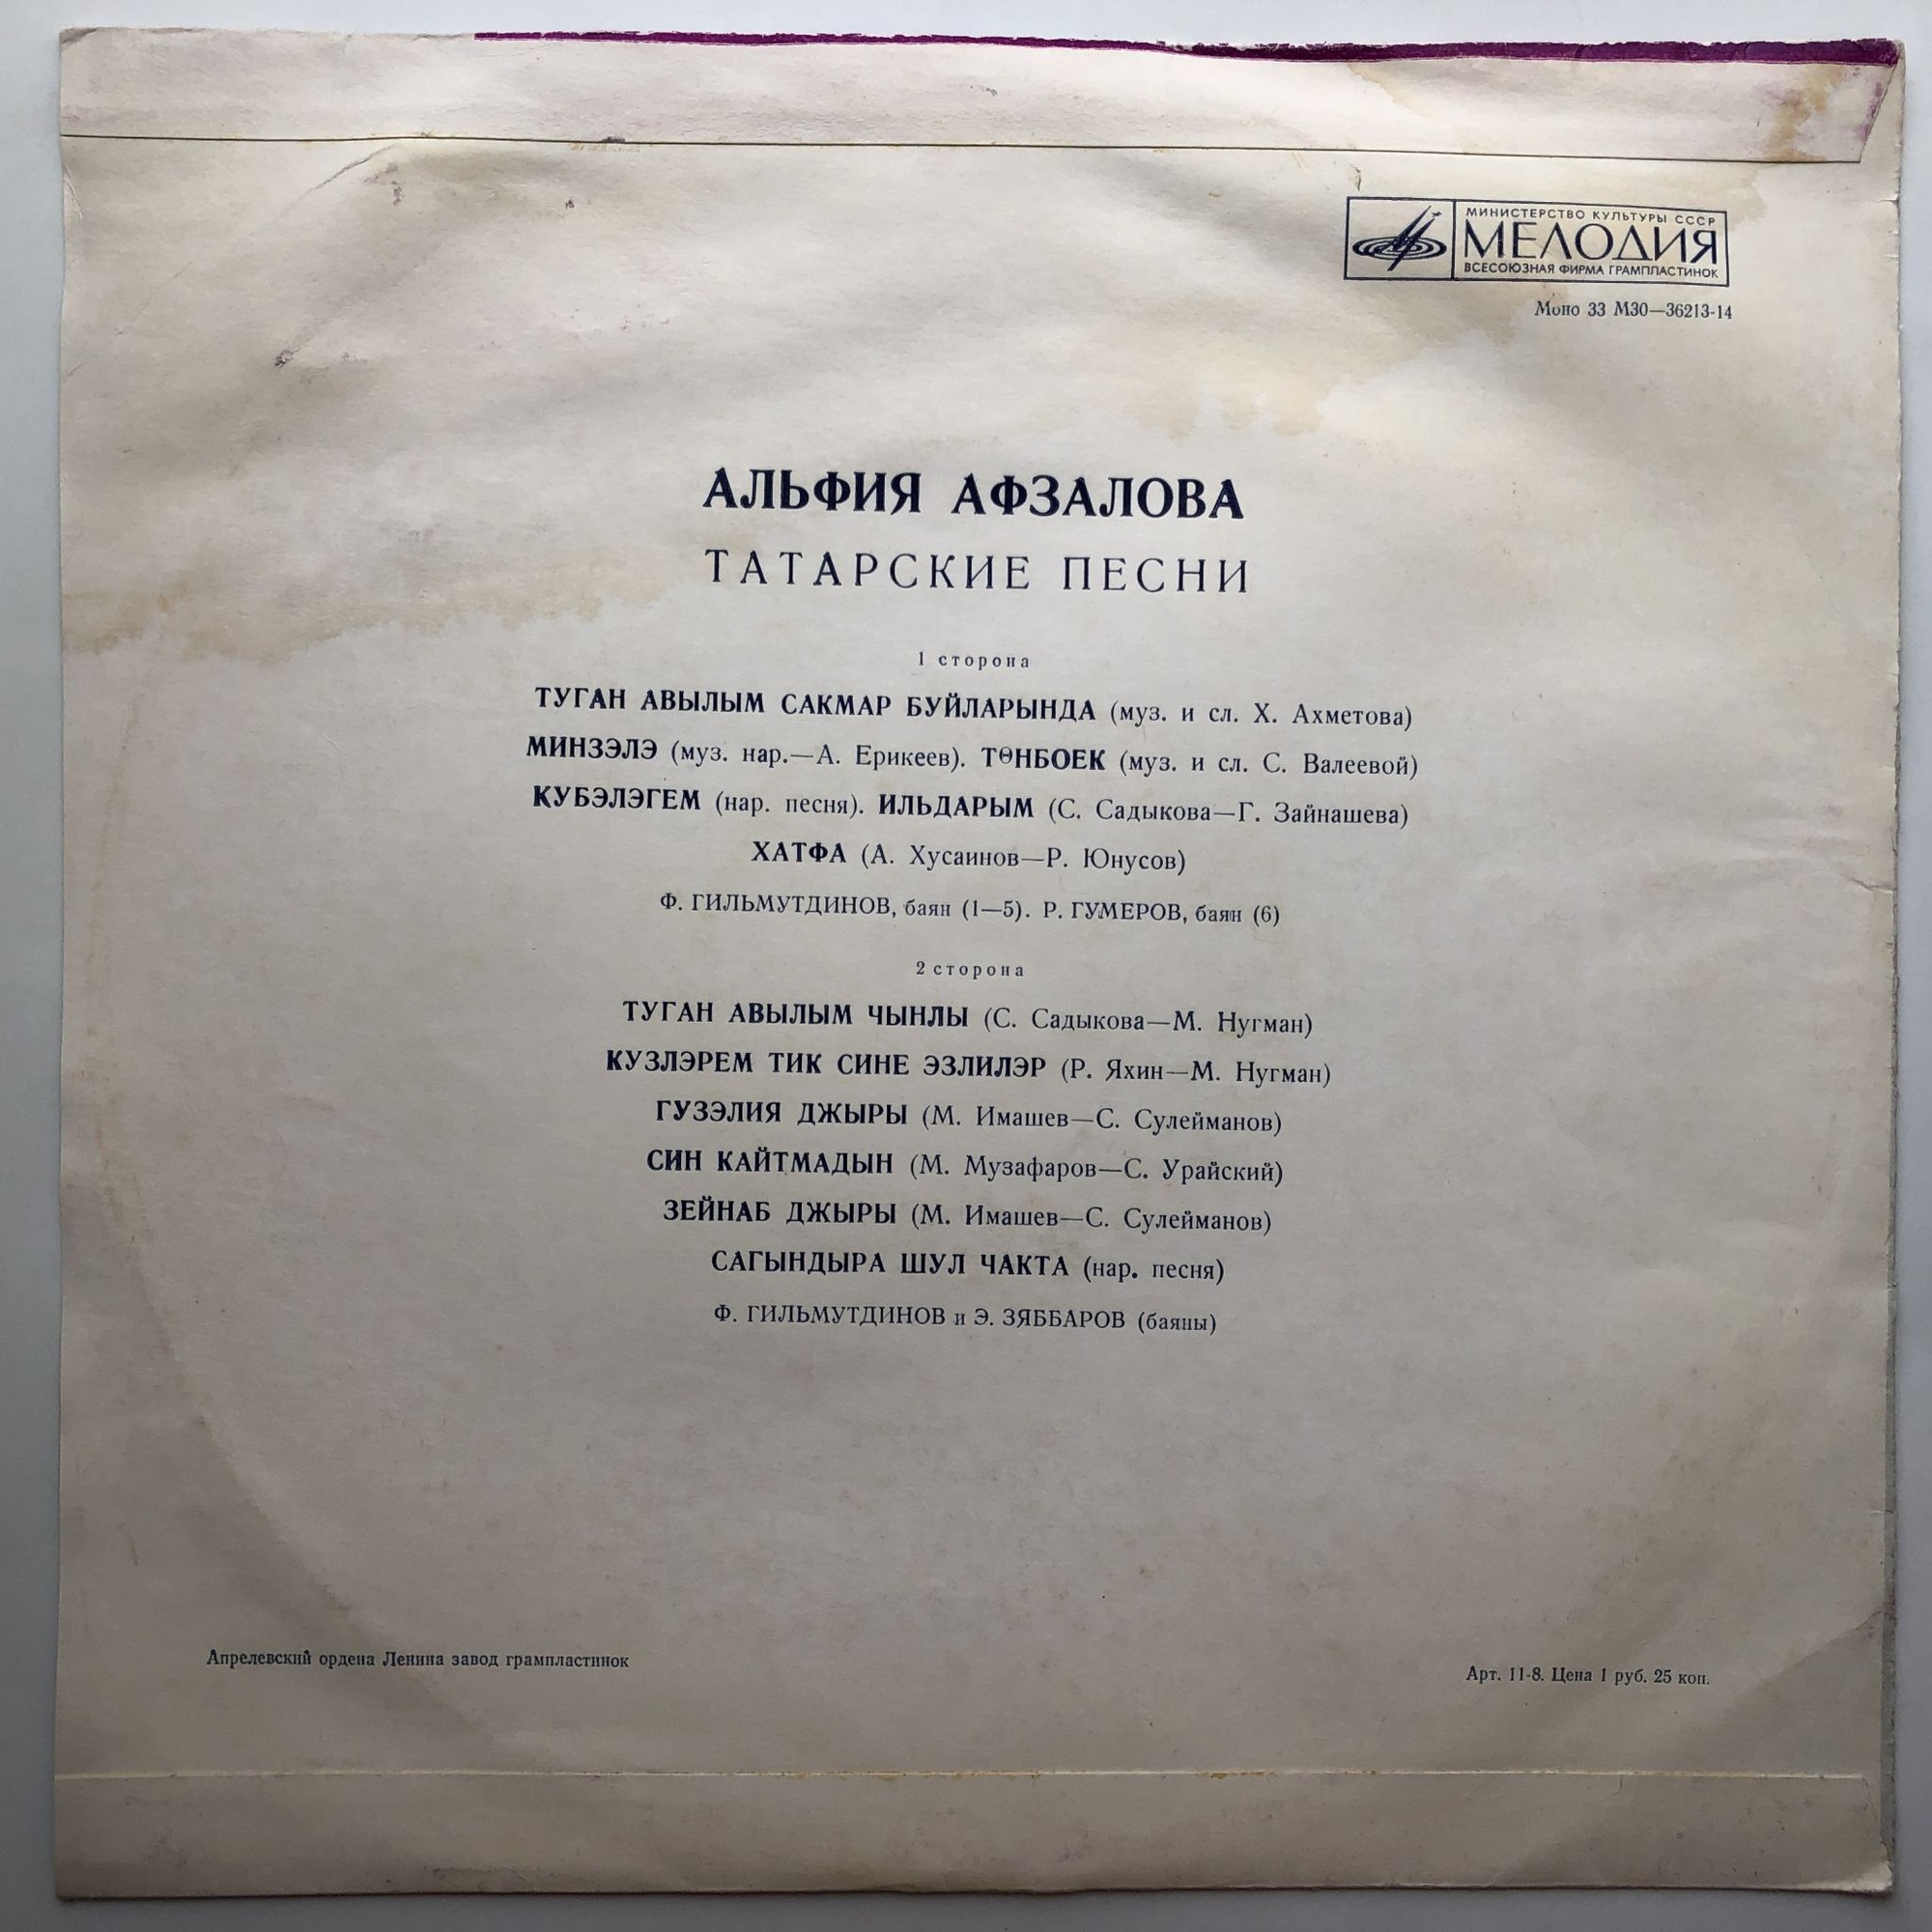 МИНИСТЕРСТВО КУЛЬТУРЫ СССР
МЕЛОДИЯ
ВСЕСОЮЗНАЯ ФИРМА ГРАМПЛАСТИНОК
Моно 33 М30—36213-14
АЛЬФИЯ АФЗАЛОВА
ТАТАРСКИЕ ПЕСНИ
1 сторона
ТУГАН АВЫЛЫМ САКМАР БУЙЛАРЫНДА (муз. и сл. Х. Ахметова)
МИНЗЭЛЭ (муз. нар.—А. Ерикеев). ТӨНБОЕК (муз. и сл. С. Валеевой)
КУБЭЛЭГЕМ (нар. песня). ИЛЬДАРЫМ (С. Садыкова—Г. Зайнашева)
ХАТФА (А. Хусаинов—Р. Юнусов)
Ф. ГИЛЬМУТДИНОВ, баян (1—5). Р. ГУМЕРОВ, баян (6)
2 сторона
ТУГАН АВЫЛЫМ ЧЫНЛЫ (С. Садыкова—М. Нугман)
КУЗЛЭРЕМ ТИК СИНЕ ЭЗЛИЛЭР (Р. Яхин—М. Нугман)
ГУЗЭЛИЯ ДЖЫРЫ (М. Имашев—С. Сулейманов)
СИН КАЙТМАДЫН (М. Музафаров—С. Урайский)
ЗЕЙНАБ ДЖЫРЫ (М. Имашев—С. Сулейманов)
САГЫНДЫРА ШУЛ ЧАКТА (нар. песня)
Ф. ГИЛЬМУТДИНОВ и Э. ЗЯББАРОВ (баяны)
Апрелевский ордена Ленина завод грампластинок
Арт. 11-8. Цена 1 руб. 25 коп.